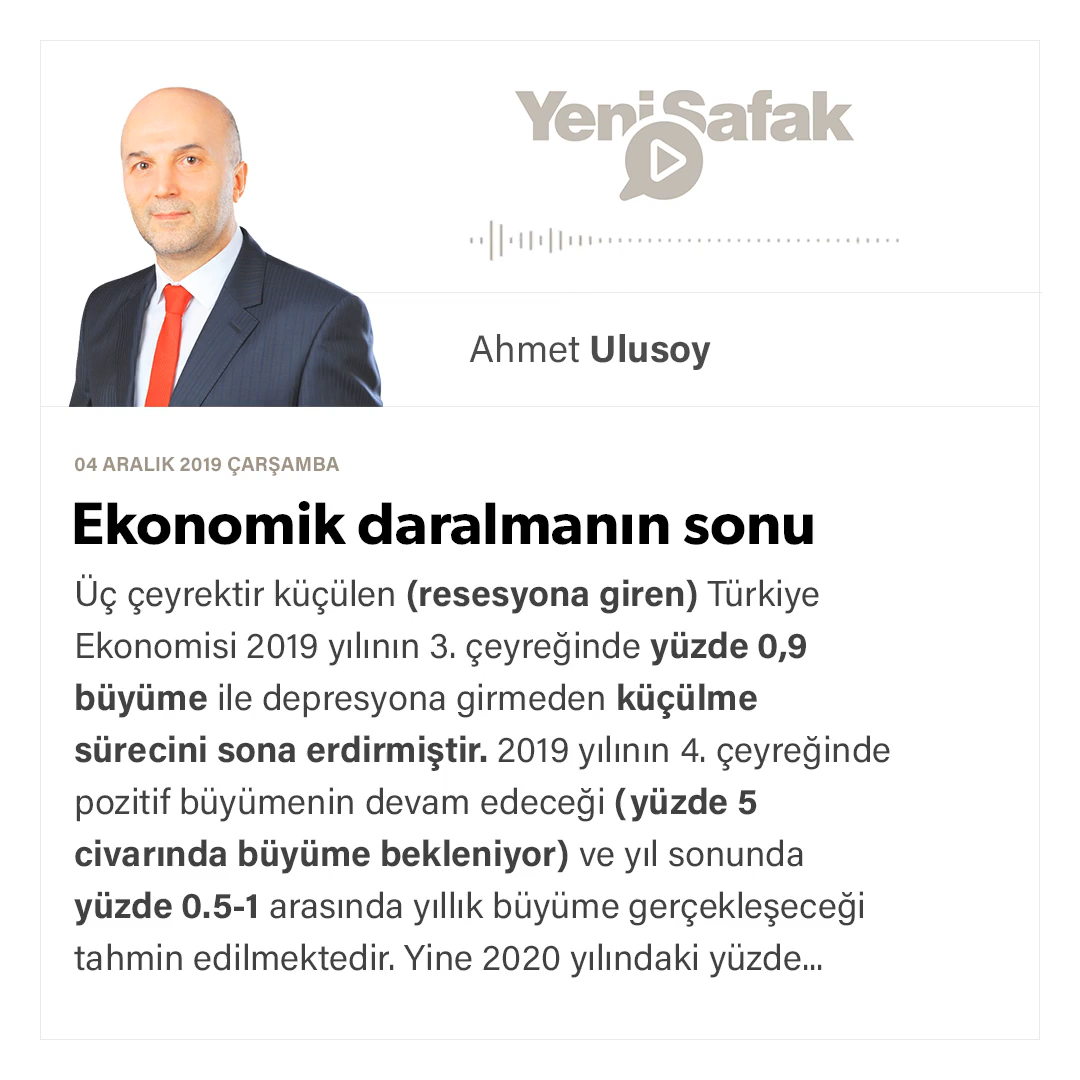 Yeni Safak
Ahmet Ulusoy
04 ARALIK 2019 ÇARŞAMBA
Ekonomik daralmanın sonu
Üç çeyrektir küçülen (resesyona giren) Türkiye
Ekonomisi 2019 yılının 3. çeyreğinde yüzde 0,9
büyüme ile depresyona girmeden küçülme
sürecini sona erdirmiştir. 2019 yılının 4. çeyreğinde
pozitif büyümenin devam edeceği (yüzde 5
civarında büyüme bekleniyor) ve yıl sonunda
yüzde 0.5-1 arasında yıllık büyüme gerçekleşeceği
tahmin edilmektedir. Yine 2020 yılındaki yüzde...